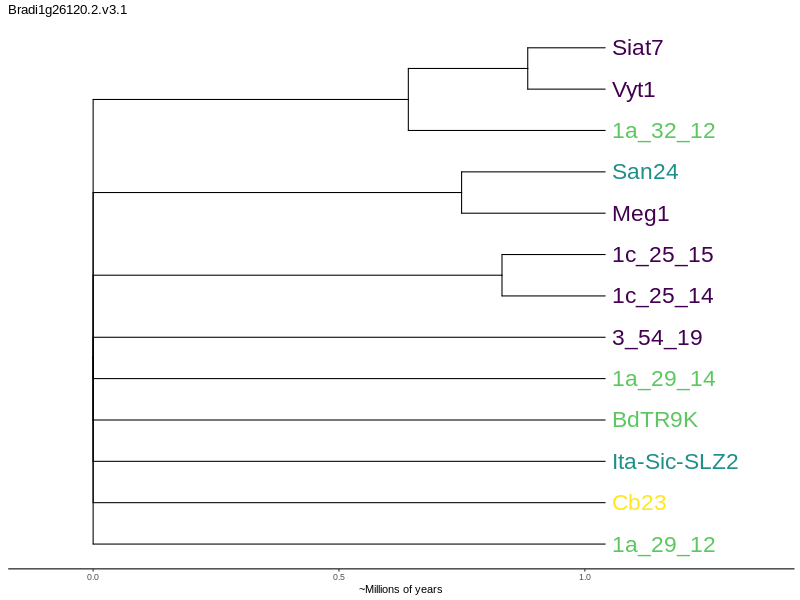 Bradi1g26120.2.v3.1
Siat7
Vyt1
1a_32_12
San24
Meg1
1c_25_15
1c_25_14
3_54_19
1a_29_14
BdTR9K
Ita-Sic-SLZ2
Cb23
1a_29_12
0.0 0.5 1.0
~Millions of years